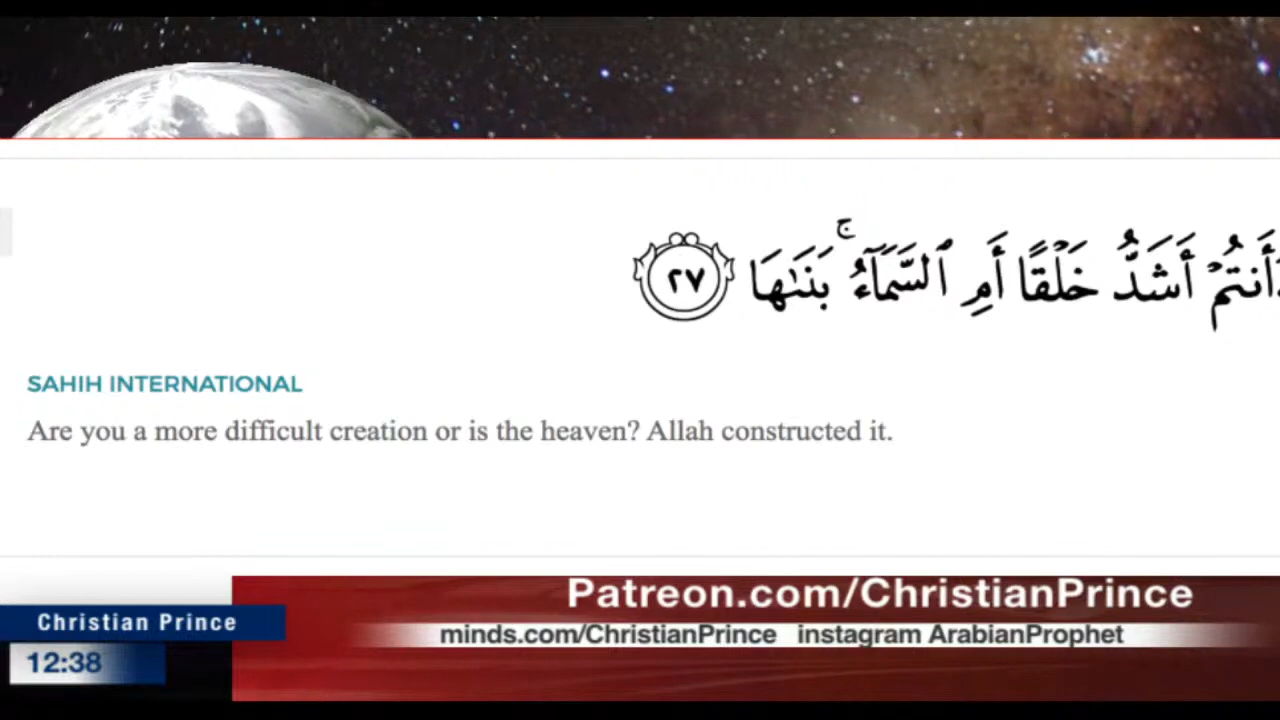 ءَأَنتُمْ أَشَدُّ خَلْقًا أَمِ ٱلسَّمَآءُ ۚ بَنَىٰهَا ٢٧
SAHIH INTERNATIONAL
Are you a more difficult creation or is the heaven? Allah constructed it.
Patreon.com/ChristianPrince
Christian Prince
minds.com/ChristianPrince instagram ArabianProphet
12:38